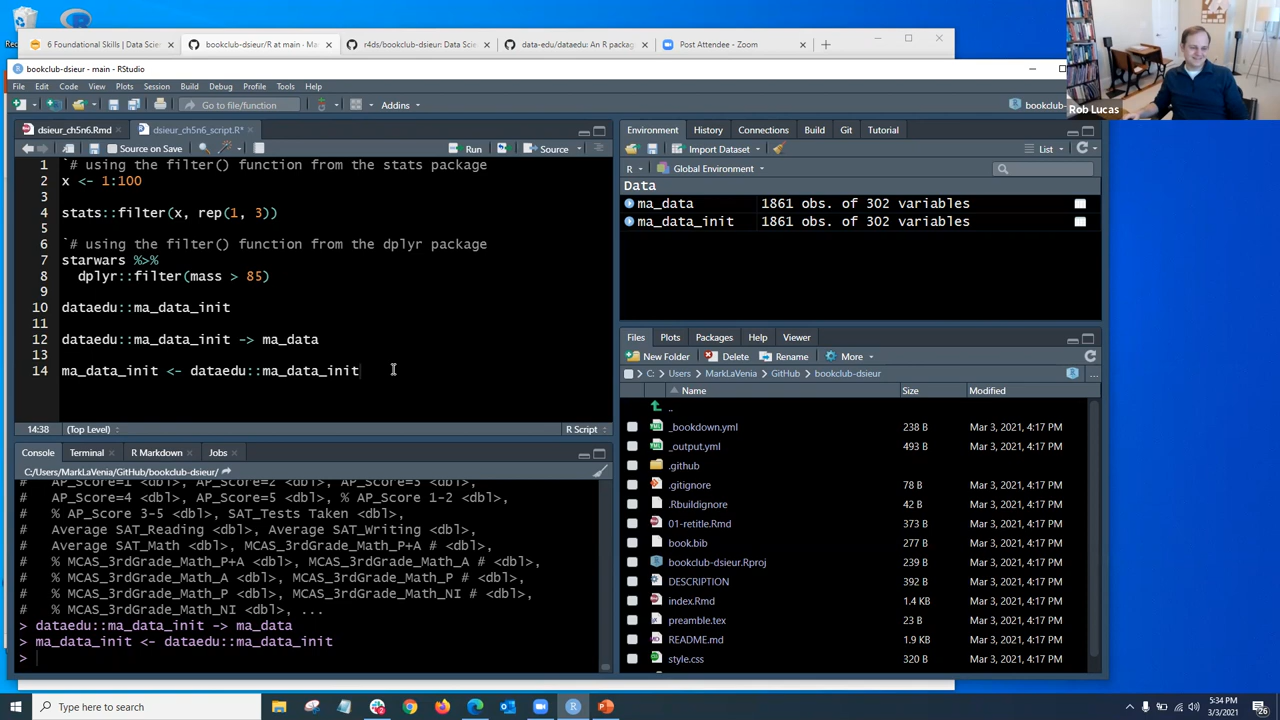 Rec
6 Foundational Skills | Data Scien
bookclub-dsieur/R at main · Mar
r4ds/bookclub-dsieur: Data Scie
data-edu/dataedu: An R packag
Post Attendee - Zoom
bookclub-dsieur - main - RStudio
File Edit Code View Plots Session Build Debug Profile Tools Help
Go to file/function
Addins
bookclub-
Rob Lucas
dsieur_ch5n6.Rmd
dsieur_ch5n6_script.R*
Source on Save
Run
Source
1 `# using the filter() function from the stats package
2 x <- 1:100
3
4 stats::filter(x, rep(1, 3))
5
6 `# using the filter() function from the dplyr package
7 starwars %>%
8 dplyr::filter(mass > 85)
9
10 dataedu::ma_data_init
11
12 dataedu::ma_data_init -> ma_data
13
14 ma_data_init <- dataedu::ma_data_init
14:38 (Top Level) R Script
Console Terminal R Markdown Jobs
C:/Users/MarkLaVenia/GitHub/bookclub-dsieur/
# AP_Score=1 <dbl>, AP_Score=2 <dbl>, AP_Score=3 <dbl>,
# AP_Score=4 <dbl>, AP_Score=5 <dbl>, % AP_Score 1-2 <dbl>,
# % AP_Score 3-5 <dbl>, SAT_Tests Taken <dbl>,
# Average SAT_Reading <dbl>, Average SAT_Writing <dbl>,
# Average SAT_Math <dbl>, MCAS_3rdGrade_Math_P+A # <dbl>,
# % MCAS_3rdGrade_Math_P+A <dbl>, MCAS_3rdGrade_Math_A # <dbl>,
# % MCAS_3rdGrade_Math_A <dbl>, MCAS_3rdGrade_Math_P # <dbl>,
# % MCAS_3rdGrade_Math_P <dbl>, MCAS_3rdGrade_Math_NI # <dbl>,
# % MCAS_3rdGrade_Math_NI <dbl>, ...
> dataedu::ma_data_init -> ma_data
> ma_data_init <- dataedu::ma_data_init
>
Environment History Connections Build Git Tutorial
Import Dataset
List
R Global Environment
Data
ma_data 1861 obs. of 302 variables
ma_data_init 1861 obs. of 302 variables
Files Plots Packages Help Viewer
New Folder Delete Rename More
C: Users MarkLaVenia GitHub bookclub-dsieur ...
Name Size Modified
..
_bookdown.yml 238 B Mar 3, 2021, 4:17 PM
_output.yml 493 B Mar 3, 2021, 4:17 PM
.github
.gitignore 78 B Mar 3, 2021, 4:17 PM
.Rbuildignore 42 B Mar 3, 2021, 4:17 PM
01-retitle.Rmd 373 B Mar 3, 2021, 4:17 PM
book.bib 277 B Mar 3, 2021, 4:17 PM
bookclub-dsieur.Rproj 239 B Mar 3, 2021, 4:17 PM
DESCRIPTION 392 B Mar 3, 2021, 4:17 PM
index.Rmd 1.4 KB Mar 3, 2021, 4:17 PM
preamble.tex 23 B Mar 3, 2021, 4:17 PM
README.md 1.9 KB Mar 3, 2021, 4:17 PM
style.css 320 B Mar 3, 2021, 4:17 PM
Type here to search
5:34 PM
3/3/2021
26